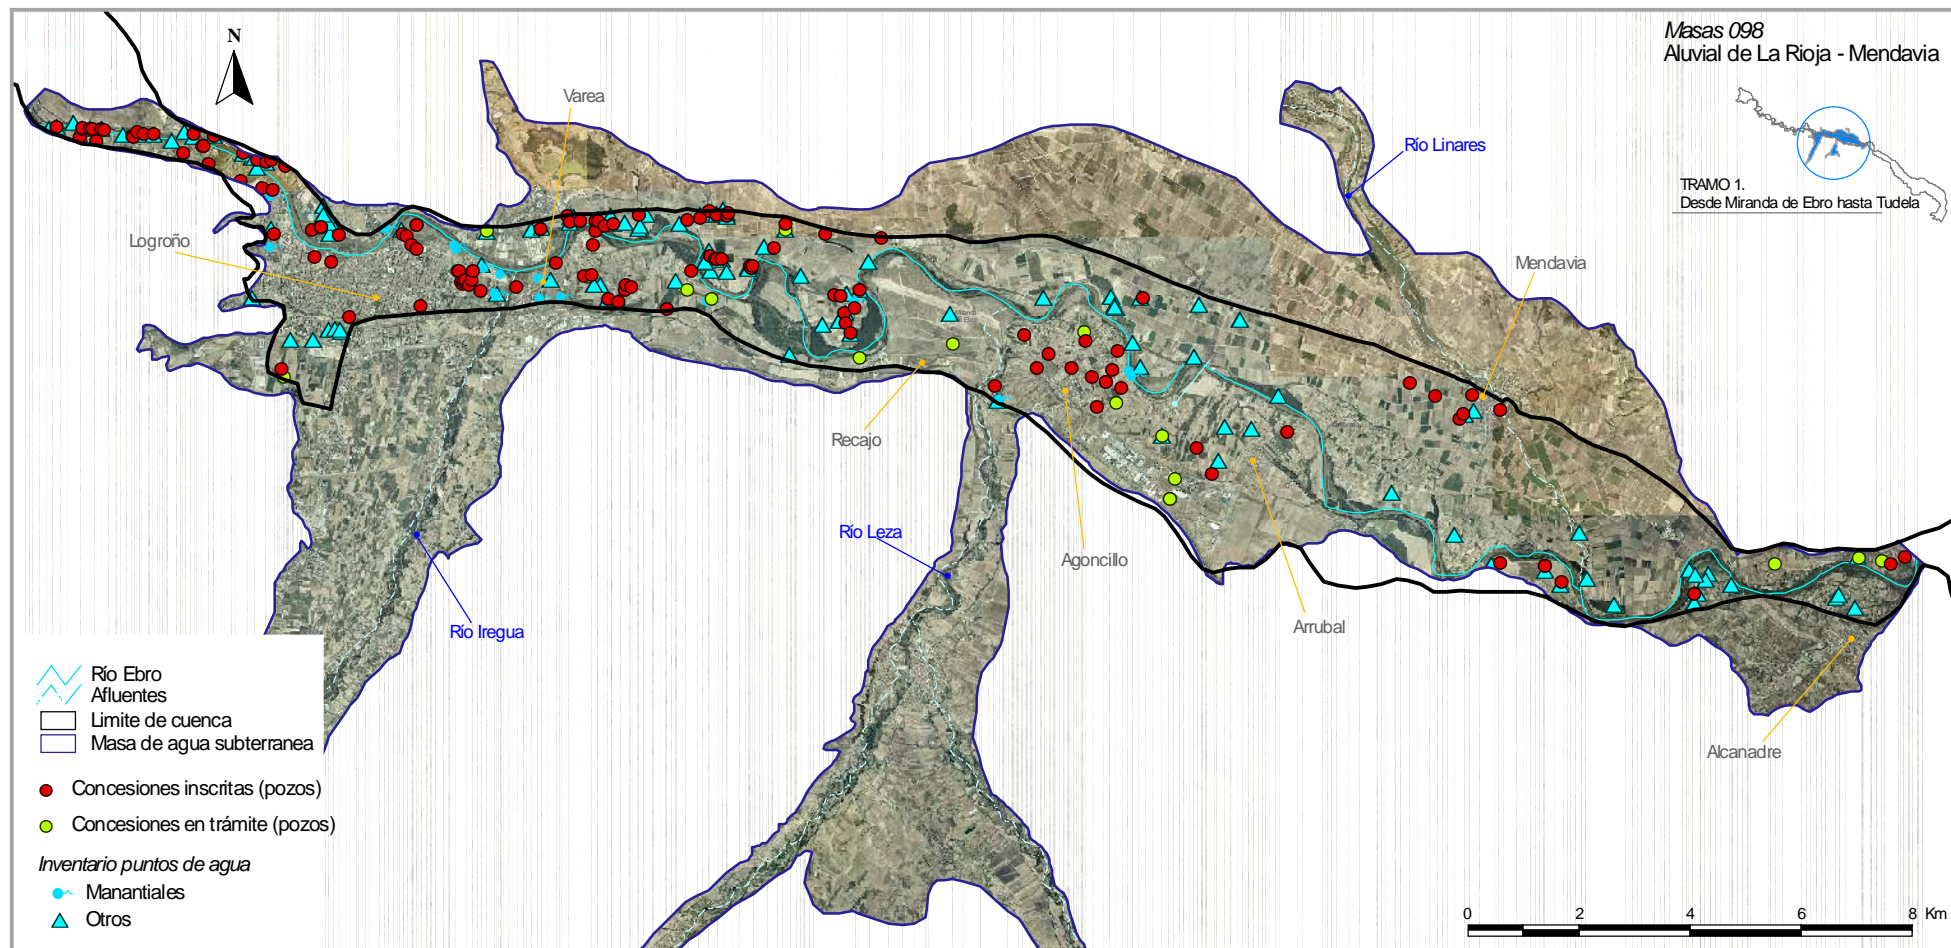 Masas 098
Aluvial de La Rioja - Mendavia
TRAMO 1.
Desde Miranda de Ebro hasta Tudela
N
Varea
Río Linares
Logroño
Mendavia
Recajo
Río Leza
Agoncillo
Arrubal
Río Iregua
Alcanadre
Río Ebro
Afluentes
Limite de cuenca
Masa de agua subterranea
Concesiones inscritas (pozos)
Concesiones en trámite (pozos)
Inventario puntos de agua
Manantiales
Otros
0 2 4 6 8 Km